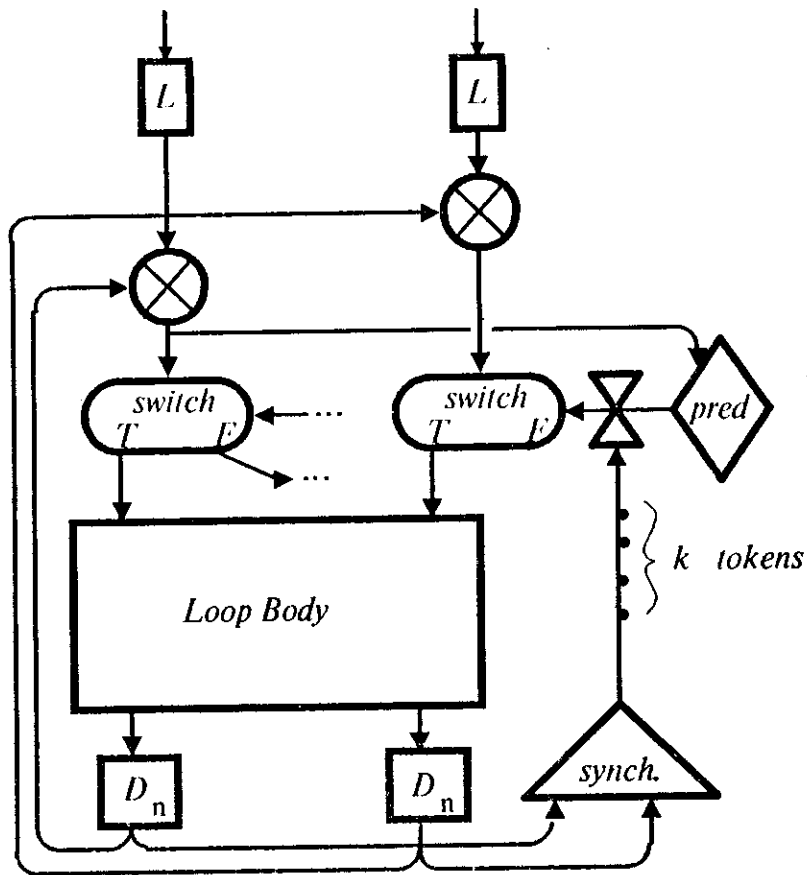 L
L
switch
T F
...
...
switch
T F
pred
k tokens
Loop Body
D n
D n
synch.